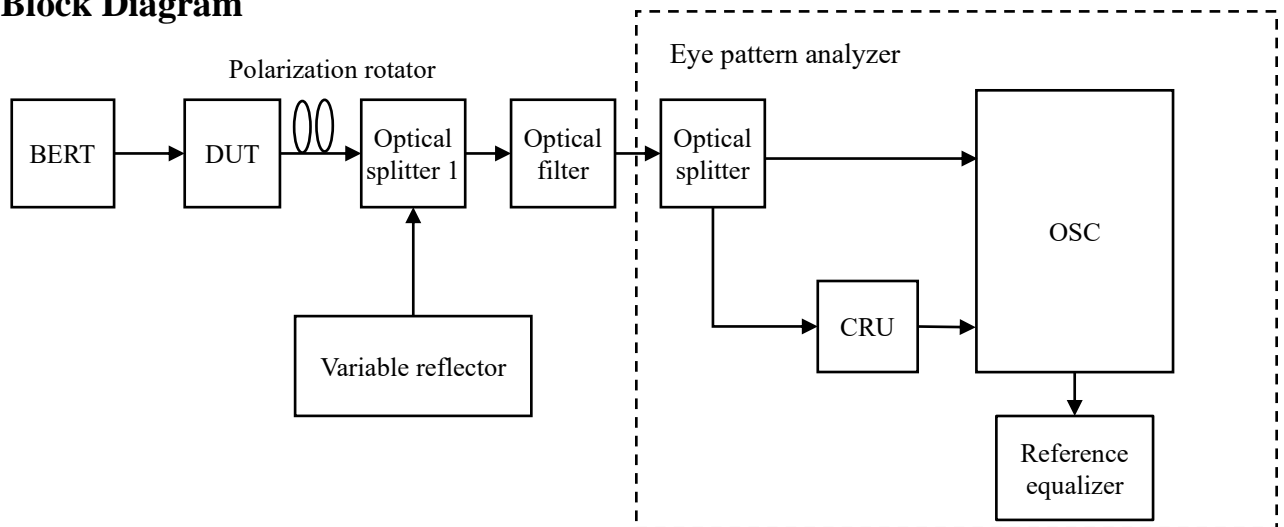 Block Diagram
Eye pattern analyzer
Polarization rotator
BERT
DUT
Optical
splitter 1
Optical
filter
Optical
splitter
OSC
CRU
Variable reflector
Reference
equalizer